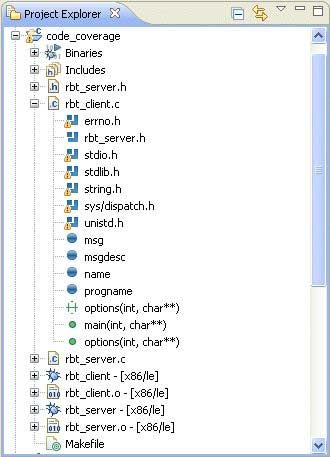 Project Explorer
code_coverage
Binaries
Includes
rbt_server.h
rbt_client.c
errno.h
rbt_server.h
stdio.h
stdlib.h
string.h
sys/dispatch.h
unistd.h
msg
msgdesc
name
progname
options(int, char**)
main(int, char**)
options(int, char**)
rbt_server.c
rbt_client - [x86/le]
rbt_client.o - [x86/le]
rbt_server - [x86/le]
rbt_server.o - [x86/le]
Makefile